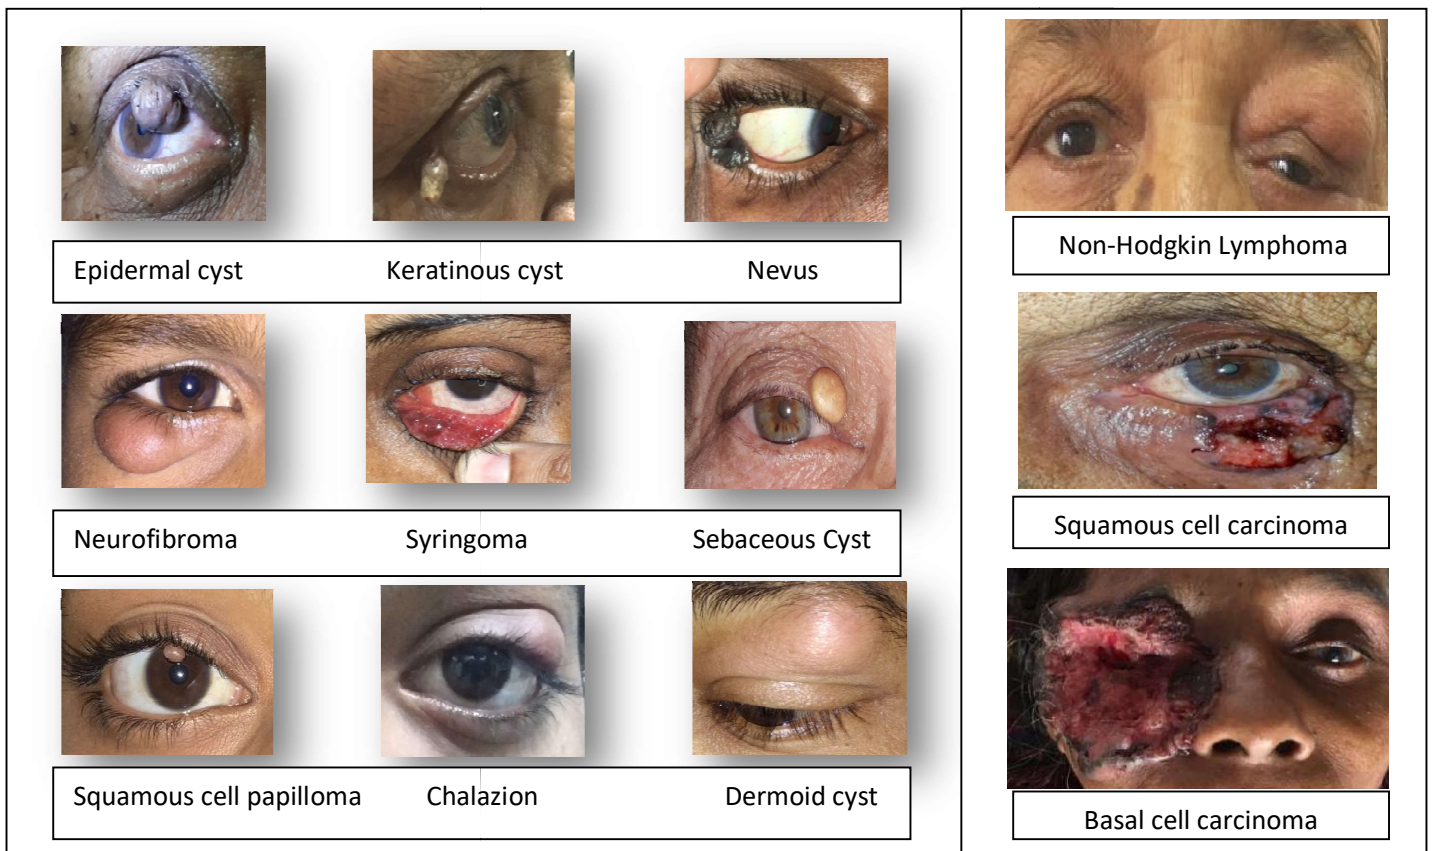 Epidermal cyst Keratinous cyst Nevus
Neurofibroma Syringoma Sebaceous Cyst
Squamous cell papilloma Chalazion Dermoid cyst
Non-Hodgkin Lymphoma
Squamous cell carcinoma
Basal cell carcinoma